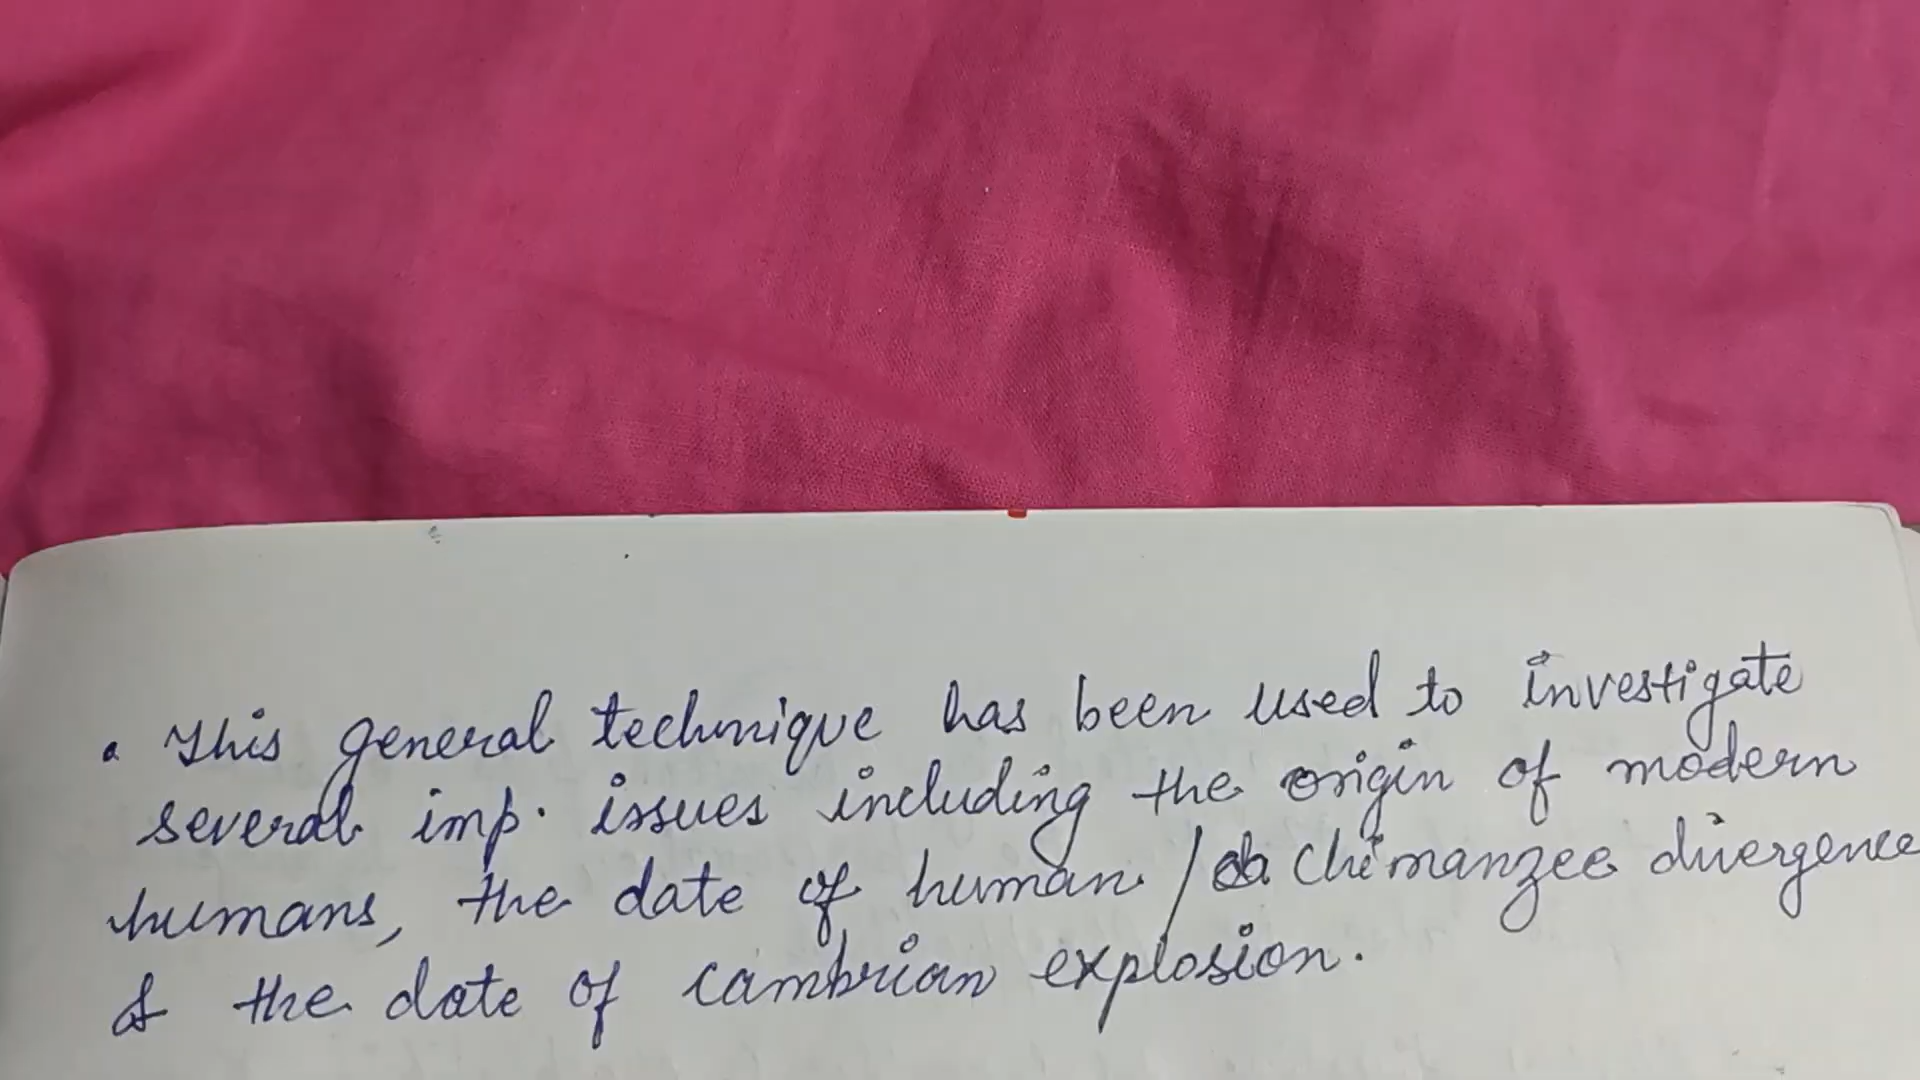 • This general technique has been used to investigate
several imp. issues including the origin of modern
humans, the date of human / Chimanzee divergence
& the date of cambrian explosion.